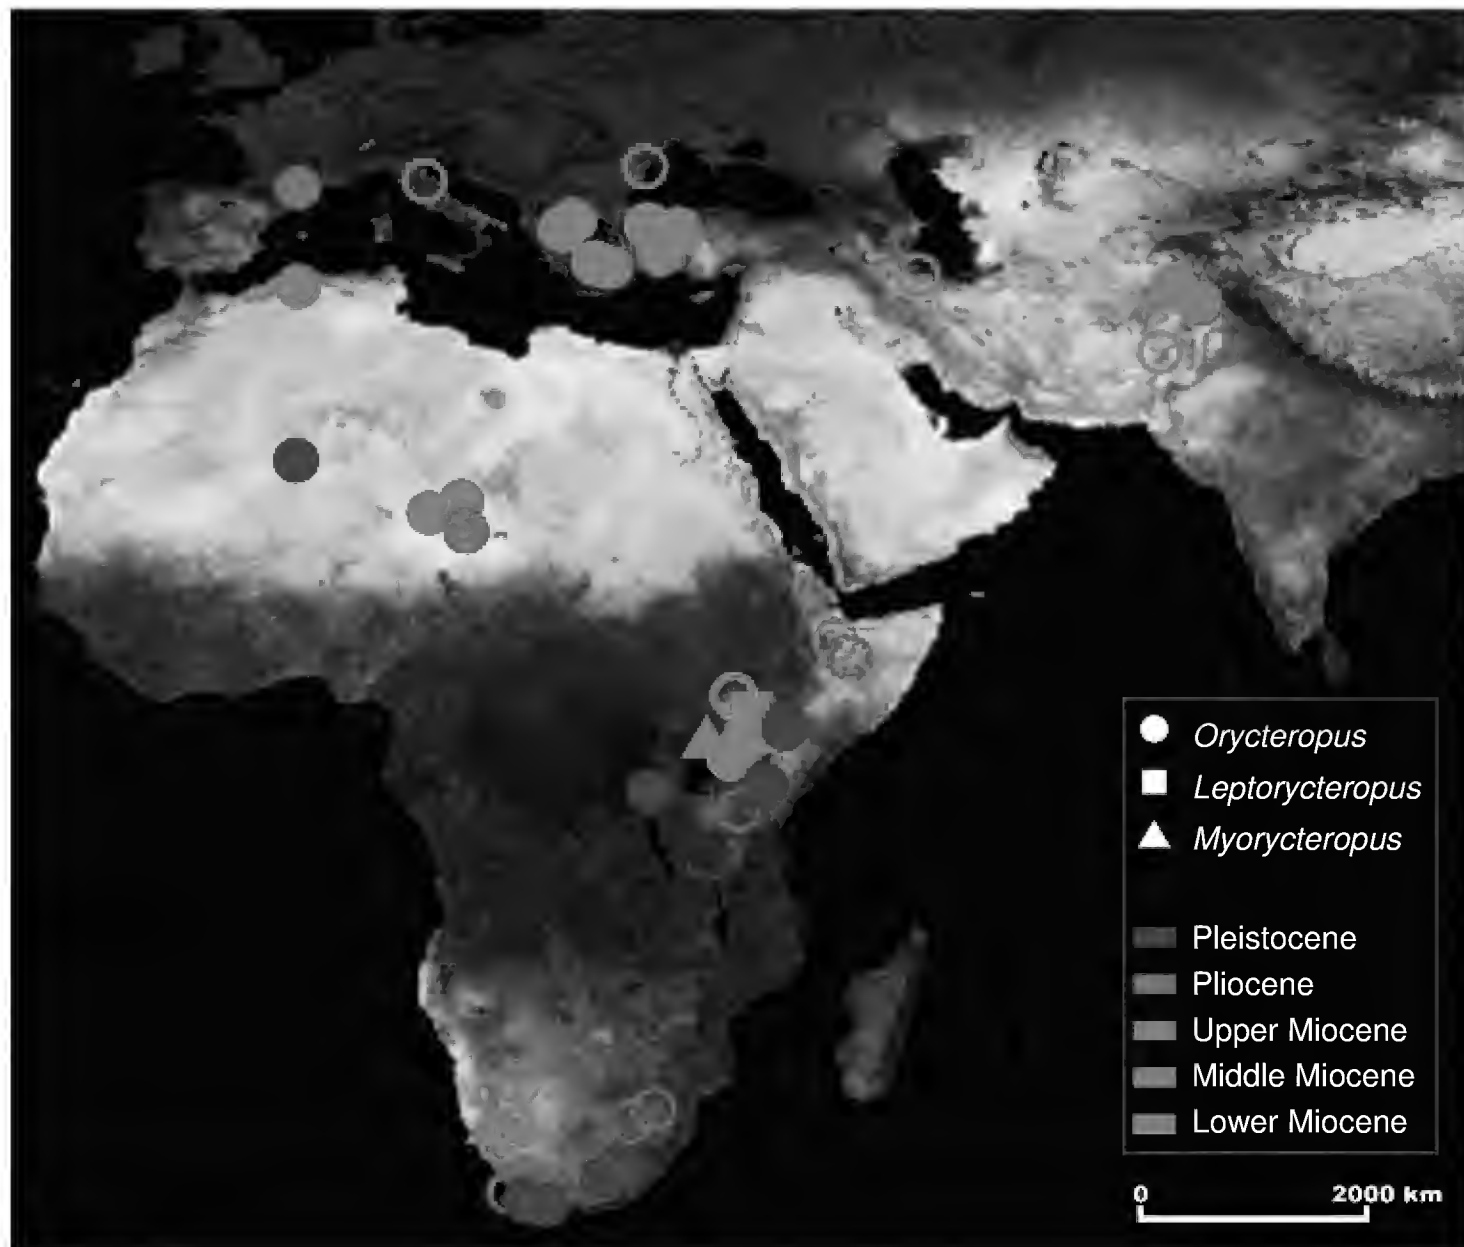 Orycteropus
Leptorycteropus
Myorycteropus
Pleistocene
Pliocene
Upper Miocene
Middle Miocene
Lower Miocene
0 2000 km